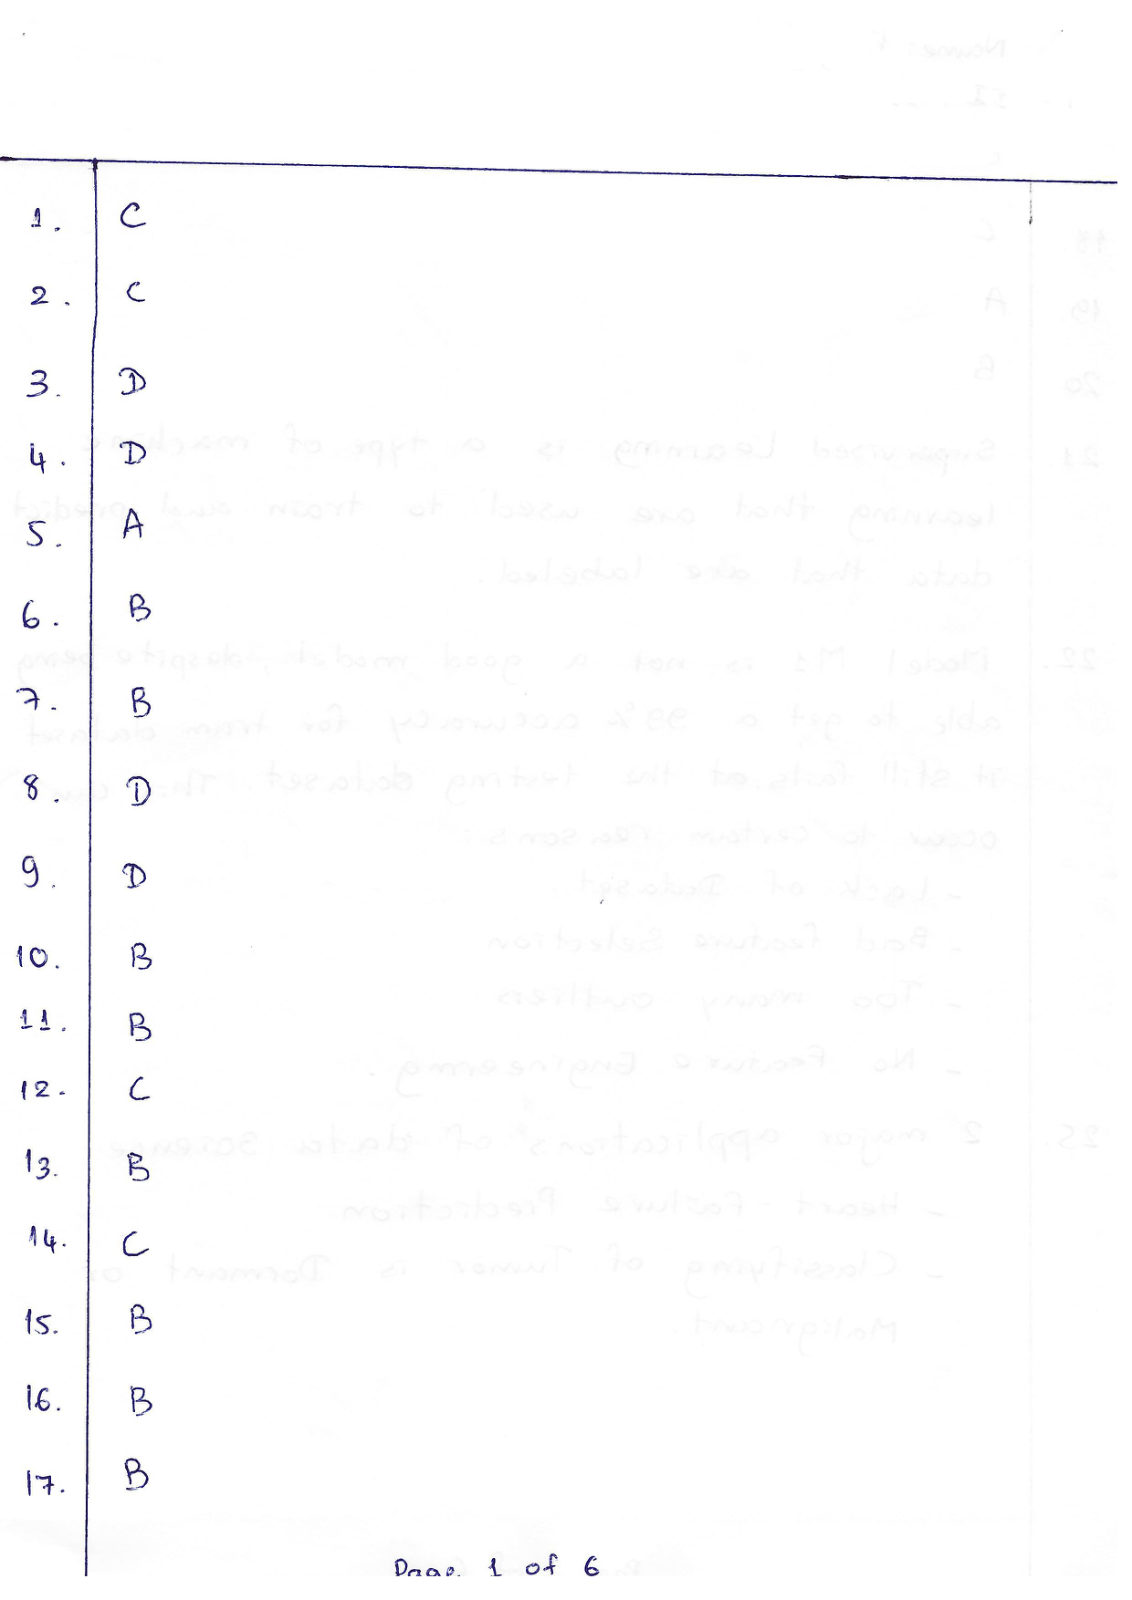 1. C
2. C
3. D
4. D
5. A
6. B
7. B
8. D
9. D
10. B
11. B
12. C
13. B
14. C
15. B
16. B
17. B
Page 1 of 6